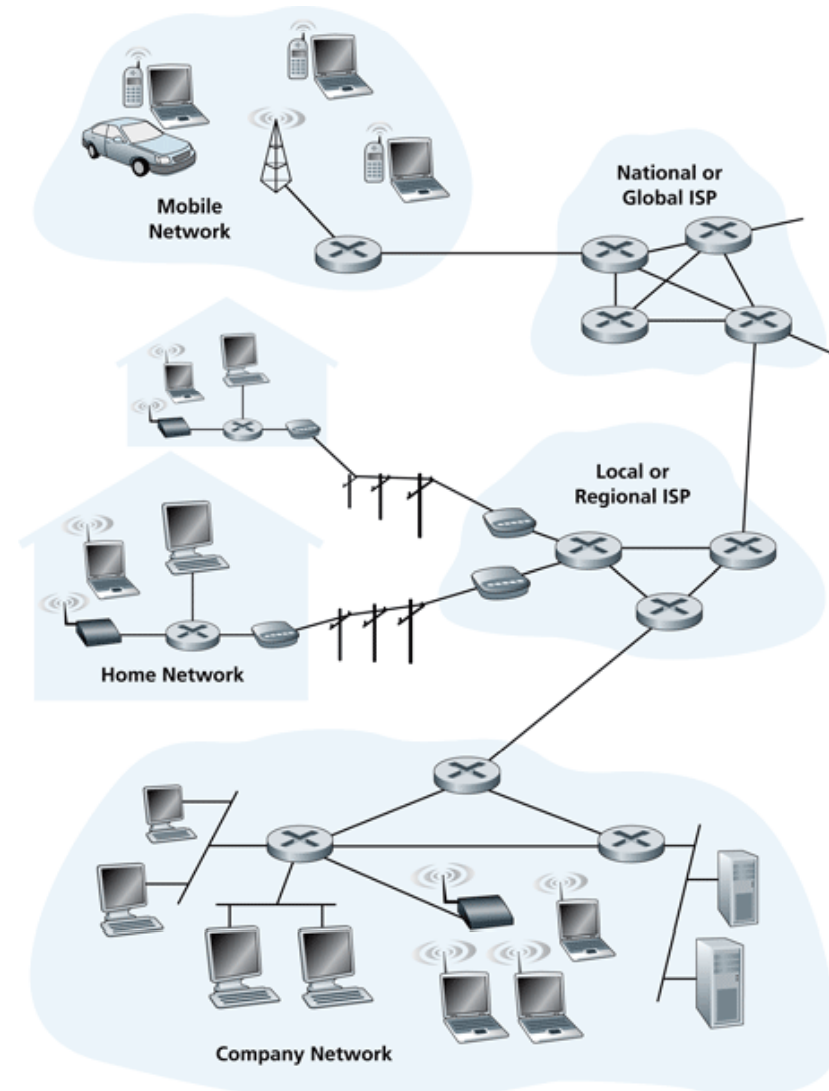 National or
Global ISP
Mobile
Network
Local or
Regional ISP
Home Network
Company Network